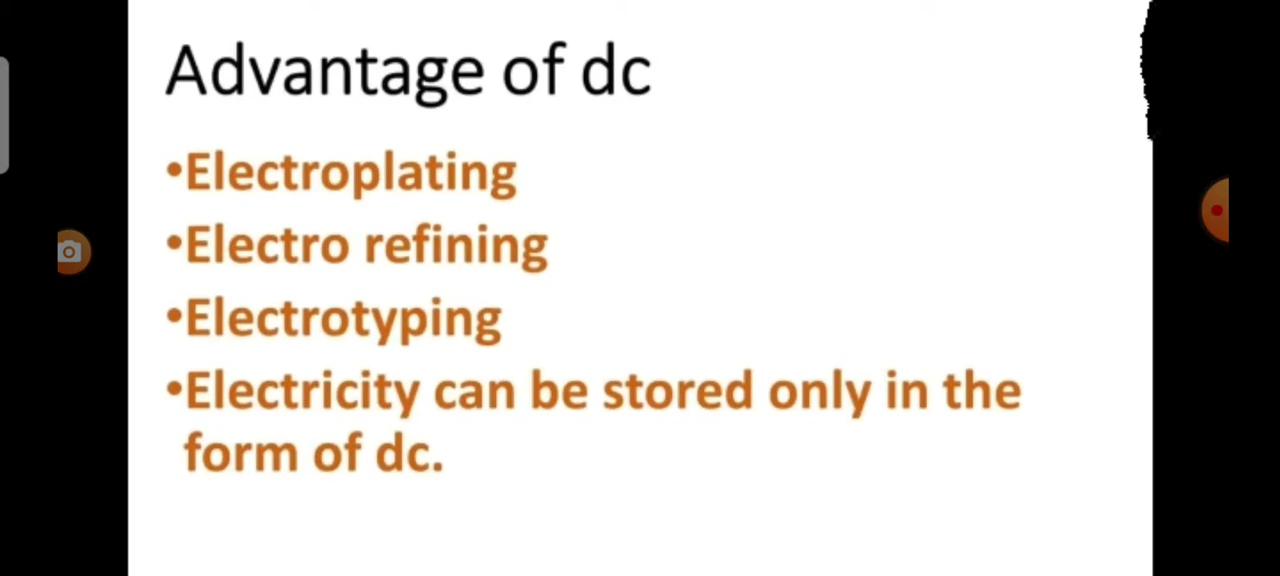 Advantage of dc
•Electroplating
•Electro refining
•Electrotyping
•Electricity can be stored only in the
form of dc.